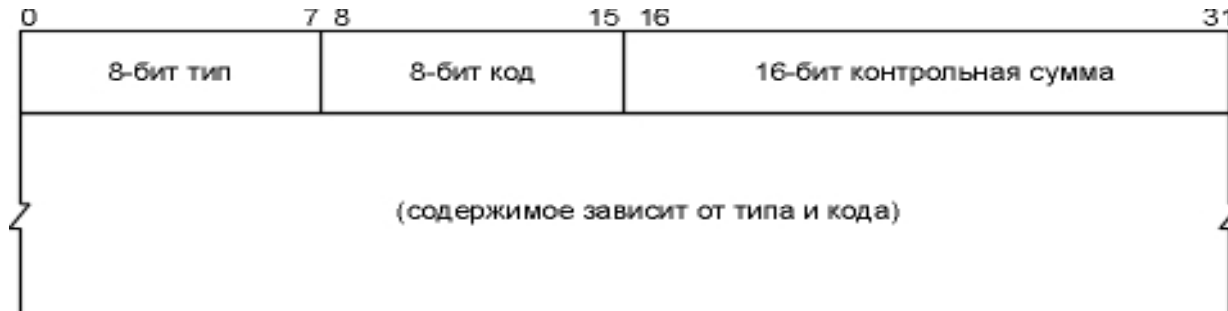 0 7 8 15 16 31
8-бит тип 8-бит код 16-бит контрольная сумма
(содержимое зависит от типа и кода)